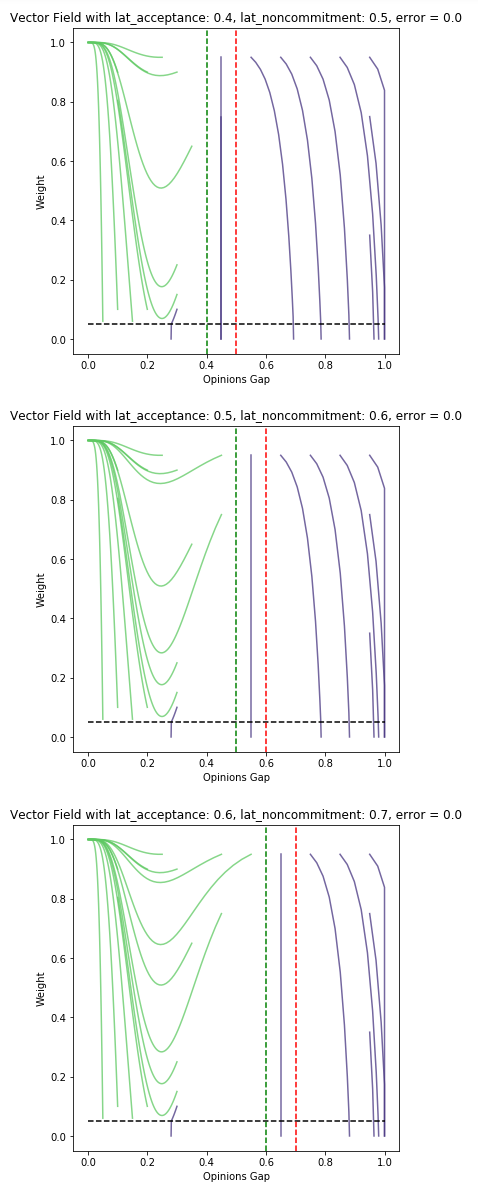 Vector Field with lat_acceptance: 0.4, lat_noncommitment: 0.5, error = 0.0
1.0
0.8
0.6
0.4
0.2
0.0
Weight
0.0 0.2 0.4 0.6 0.8 1.0
Opinions Gap
Vector Field with lat_acceptance: 0.5, lat_noncommitment: 0.6, error = 0.0
1.0
0.8
0.6
0.4
0.2
0.0
Weight
0.0 0.2 0.4 0.6 0.8 1.0
Opinions Gap
Vector Field with lat_acceptance: 0.6, lat_noncommitment: 0.7, error = 0.0
1.0
0.8
0.6
0.4
0.2
0.0
Weight
0.0 0.2 0.4 0.6 0.8 1.0
Opinions Gap